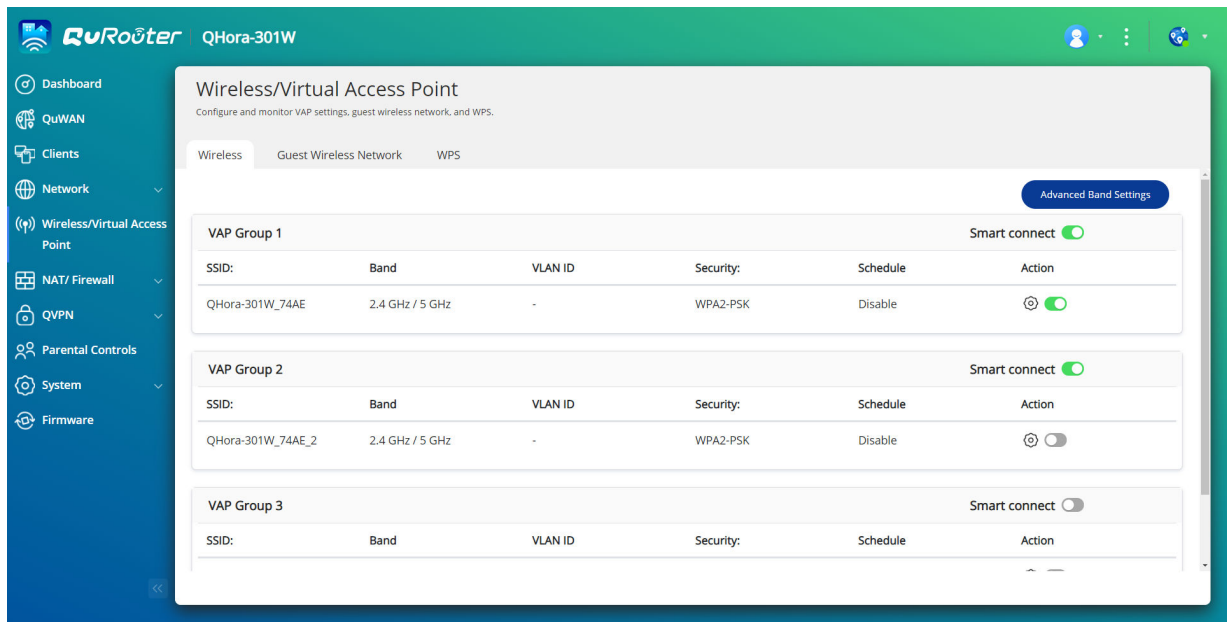 QuRouter QHora-301W
Dashboard
QuWAN
Clients
Network
Wireless/Virtual Access
Point
NAT/ Firewall
QVPN
Parental Controls
System
Firmware
Wireless/Virtual Access Point
Configure and monitor VAP settings, guest wireless network, and WPS.
Wireless Guest Wireless Network WPS
Advanced Band Settings
VAP Group 1 Smart connect
SSID: Band VLAN ID Security: Schedule Action
QHora-301W_74AE 2.4 GHz / 5 GHz - WPA2-PSK Disable
VAP Group 2 Smart connect
SSID: Band VLAN ID Security: Schedule Action
QHora-301W_74AE_2 2.4 GHz / 5 GHz - WPA2-PSK Disable
VAP Group 3 Smart connect
SSID: Band VLAN ID Security: Schedule Action